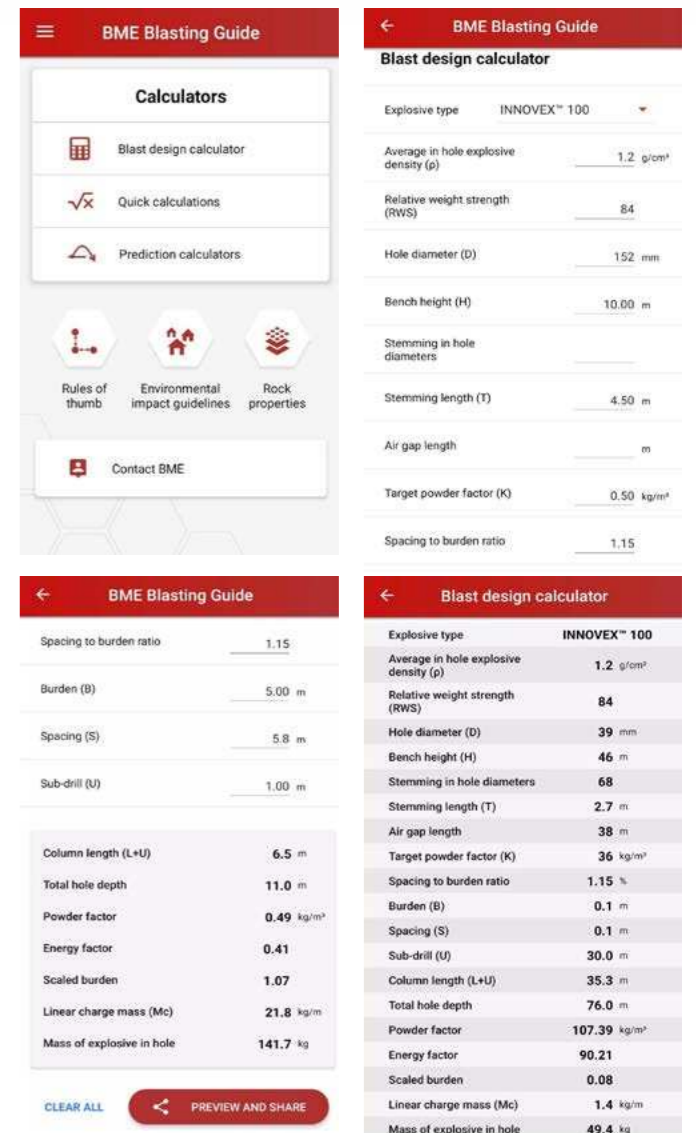 BME Blasting Guide
Calculators
Blast design calculator
Quick calculations
Prediction calculators
Rules of
thumb
Environmental
impact guidelines
Rock
properties
Contact BME
BME Blasting Guide
Blast design calculator
Explosive type INNOVEX™ 100
Average in hole explosive
density (ρ) 1.2 g/cm³
Relative weight strength
(RWS) 84
Hole diameter (D) 152 mm
Bench height (H) 10.00 m
Stemming in hole
diameters
Stemming length (T) 4.50 m
Air gap length m
Target powder factor (K) 0.50 kg/m³
Spacing to burden ratio 1.15
BME Blasting Guide
Spacing to burden ratio 1.15
Burden (B) 5.00 m
Spacing (S) 5.8 m
Sub-drill (U) 1.00 m
Column length (L+U) 6.5 m
Total hole depth 11.0 m
Powder factor 0.49 kg/m³
Energy factor 0.41
Scaled burden 1.07
Linear charge mass (Mc) 21.8 kg/m
Mass of explosive in hole 141.7 kg
CLEAR ALL PREVIEW AND SHARE
Blast design calculator
Explosive type INNOVEX™ 100
Average in hole explosive
density (ρ) 1.2 g/cm³
Relative weight strength
(RWS) 84
Hole diameter (D) 39 mm
Bench height (H) 46 m
Stemming in hole diameters 68
Stemming length (T) 2.7 m
Air gap length 38 m
Target powder factor (K) 36 kg/m³
Spacing to burden ratio 1.15 %
Burden (B) 0.1 m
Spacing (S) 0.1 m
Sub-drill (U) 30.0 m
Column length (L+U) 35.3 m
Total hole depth 76.0 m
Powder factor 107.39 kg/m³
Energy factor 90.21
Scaled burden 0.08
Linear charge mass (Mc) 1.4 kg/m
Mass of explosive in hole 49.4 kg